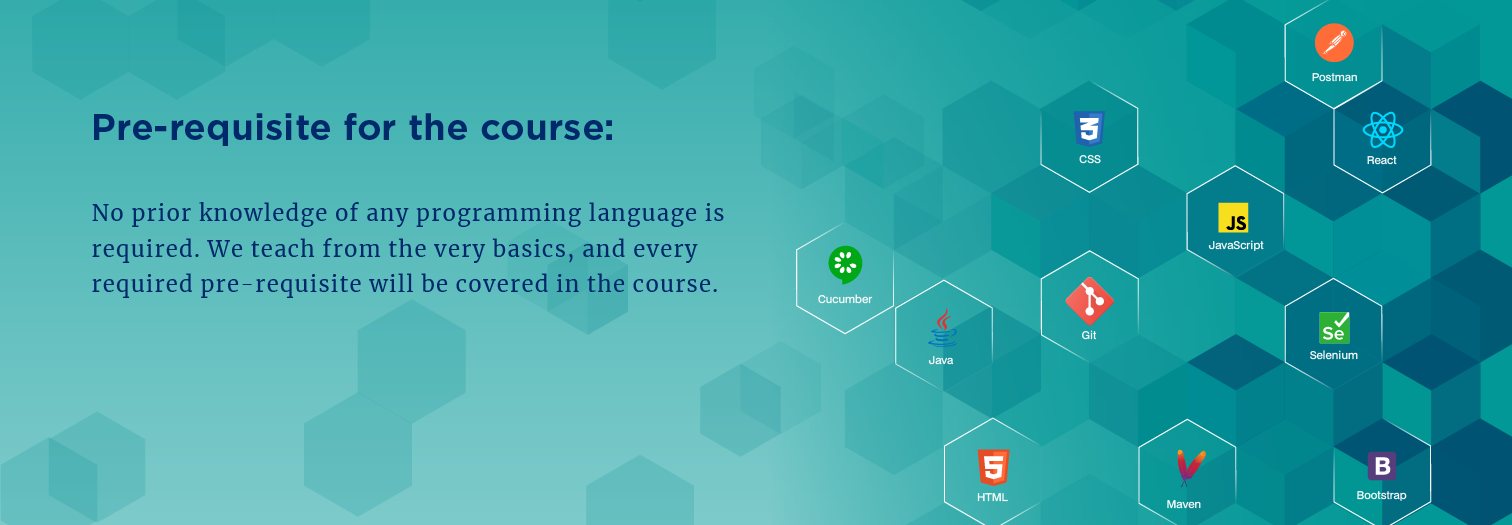 Pre-requisite for the course:
No prior knowledge of any programming language is
required. We teach from the very basics, and every
required pre-requisite will be covered in the course.
Postman
CSS
React
JS
JavaScript
Cucumber
Git
Java
Se
Selenium
5
HTML
Maven
B
Bootstrap